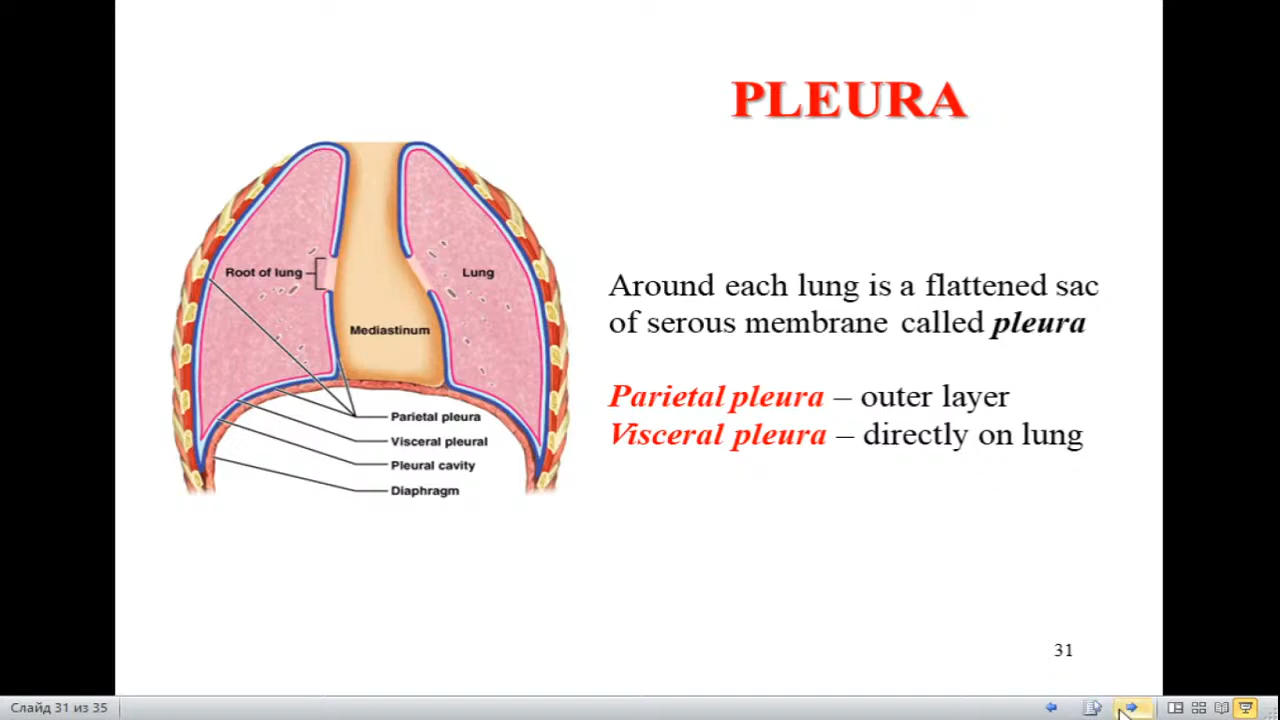 PLEURA
Root of lung
Lung
Mediastinum
Parietal pleura
Visceral pleural
Pleural cavity
Diaphragm
Around each lung is a flattened sac
of serous membrane called pleura
Parietal pleura – outer layer
Visceral pleura – directly on lung
31
Слайд 31 из 35